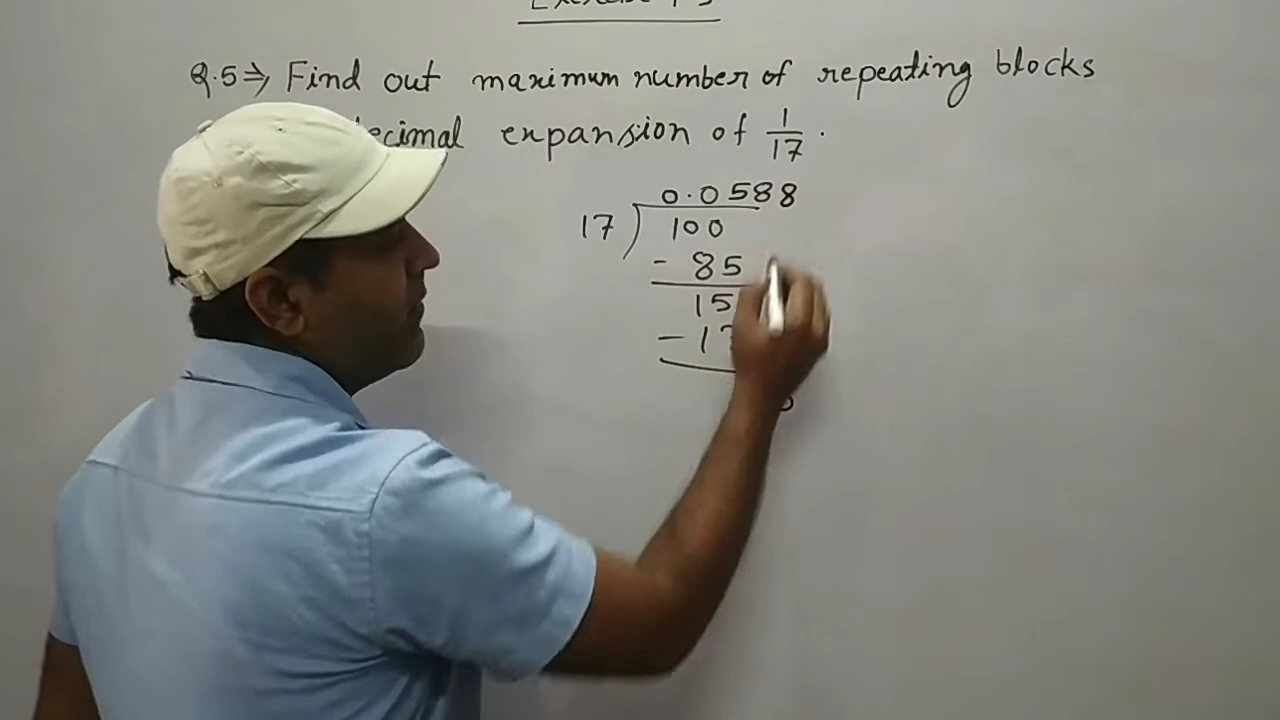 Q.5⇒ Find out maximum number of repeating blocks
decimal expansion of 1/17.
0.0588
17) 100
- 85
15
- 1